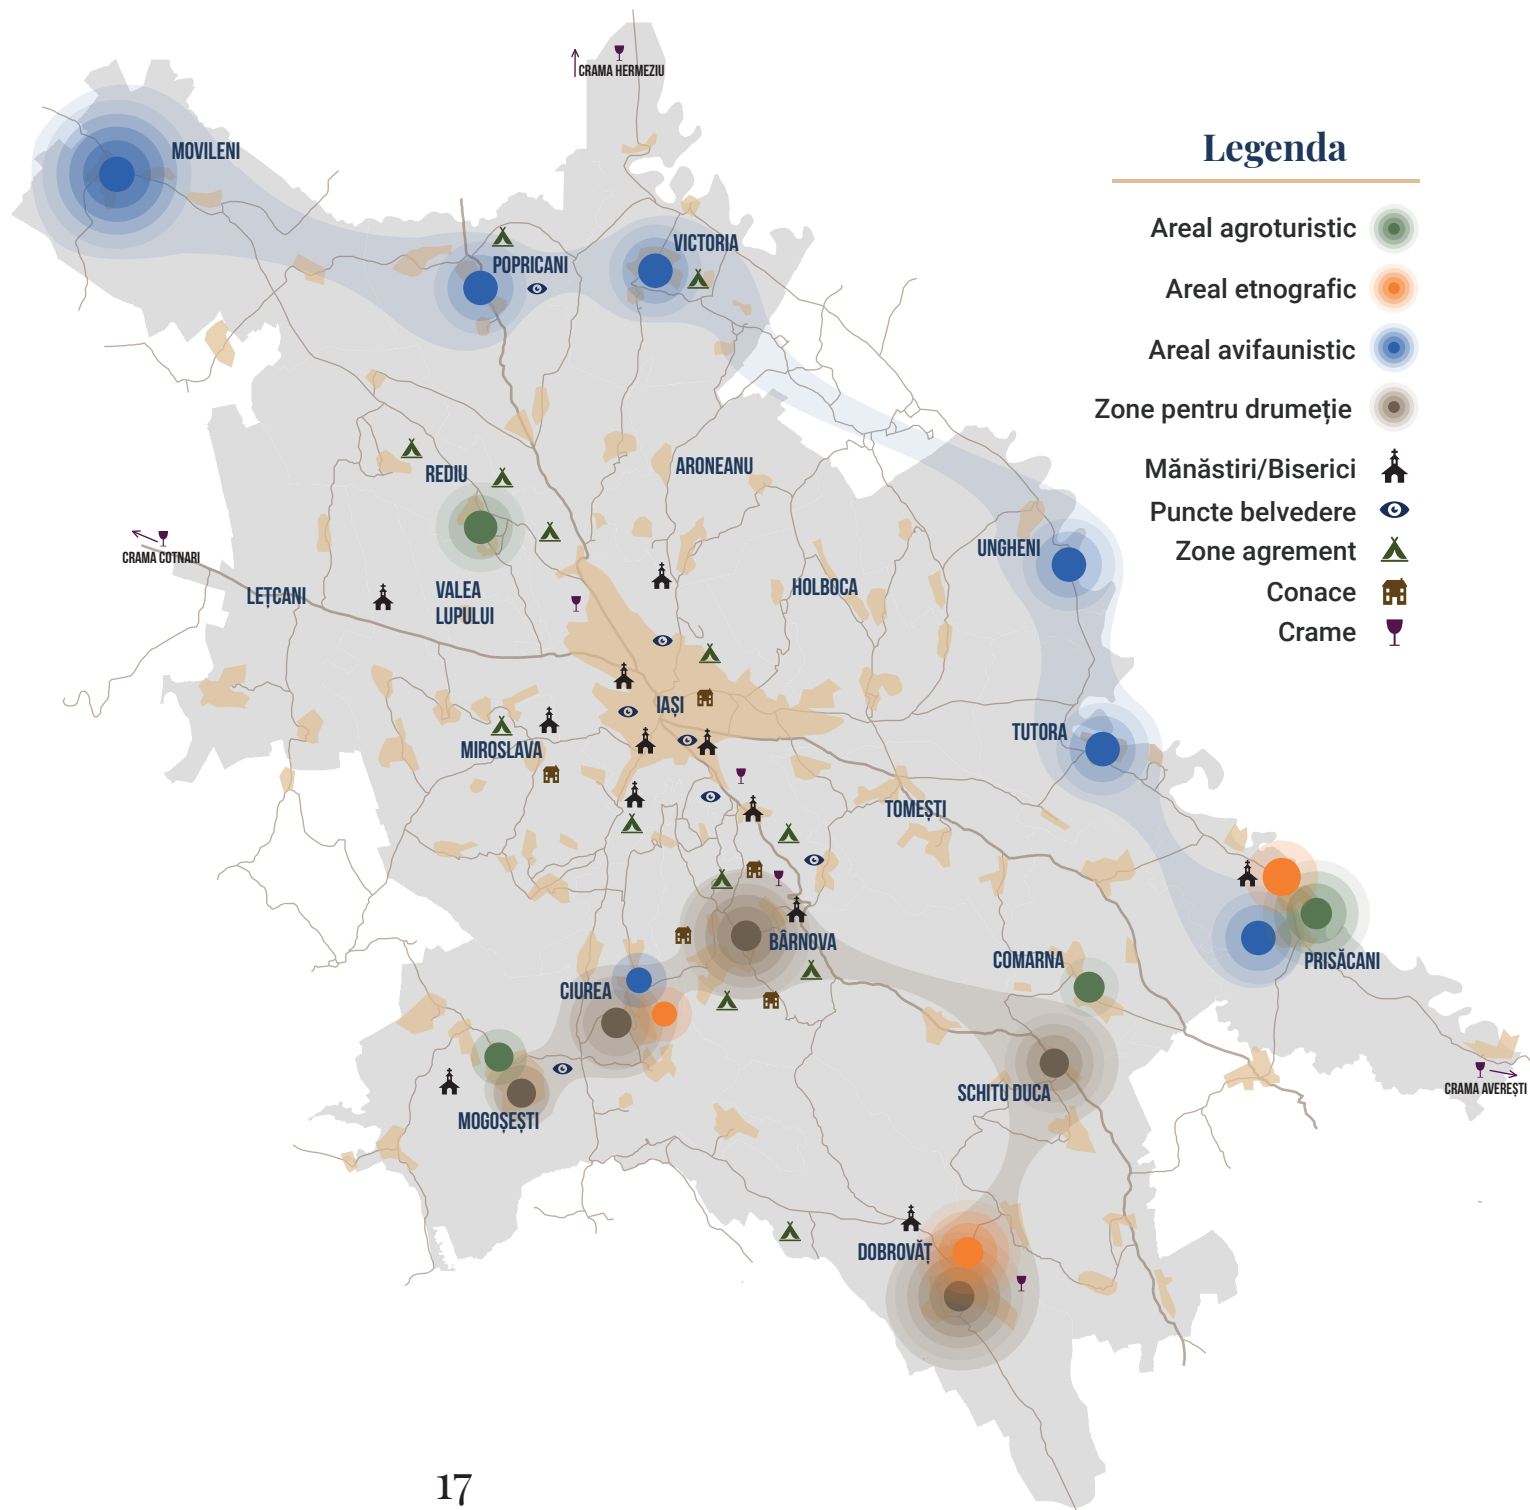 CRAMA HERMEZIU
Legenda
MOVILENI
Areal agroturistic
VICTORIA
POPRICANI
Areal etnografic
Areal avifaunistic
Zone pentru drumeție
REDIU
ARONEANU
Mănăstiri/Biserici
Puncte belvedere
CRAMA COTNARI
UNGHENI
Zone agrement
LEȚCANI
VALEA
LUPULUI
HOLBOCA
Conace
Crame
IAȘI
MIROSLAVA
TUTORA
TOMEȘTI
BÂRNOVA
COMARNA
PRISĂCANI
CIUREA
SCHITU DUCA
CRAMA AVEREȘTI
MOGOȘEȘTI
DOBROVĂȚ
17